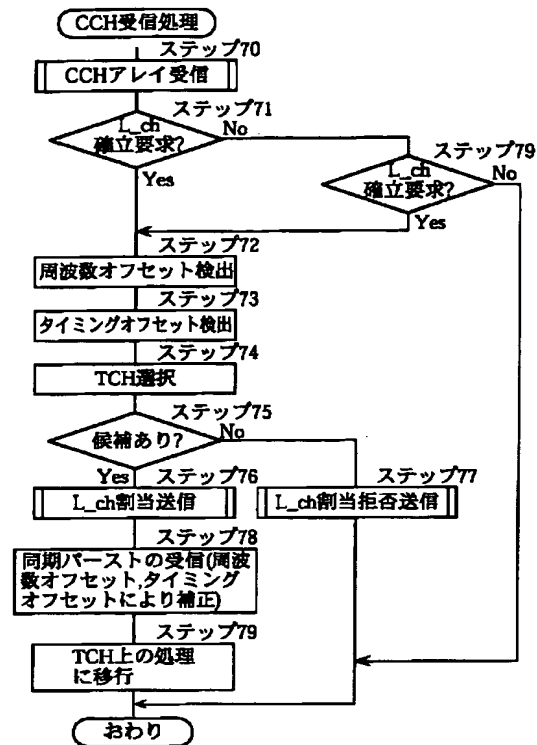 CCH受信処理
ステップ70
CCHアレイ受信
ステップ71
L_ch
確立要求?
No
Yes
ステップ79
L_ch
確立要求?
No
Yes
ステップ72
周波数オフセット検出
ステップ73
タイミングオフセット検出
ステップ74
TCH選択
ステップ75
候補あり?
No
Yes
ステップ76
L_ch割当送信
ステップ77
L_ch割当拒否送信
ステップ78
同期バーストの受信(周波
数オフセット,タイミング
オフセットにより補正)
ステップ79
TCH上の処理
に移行
おわり